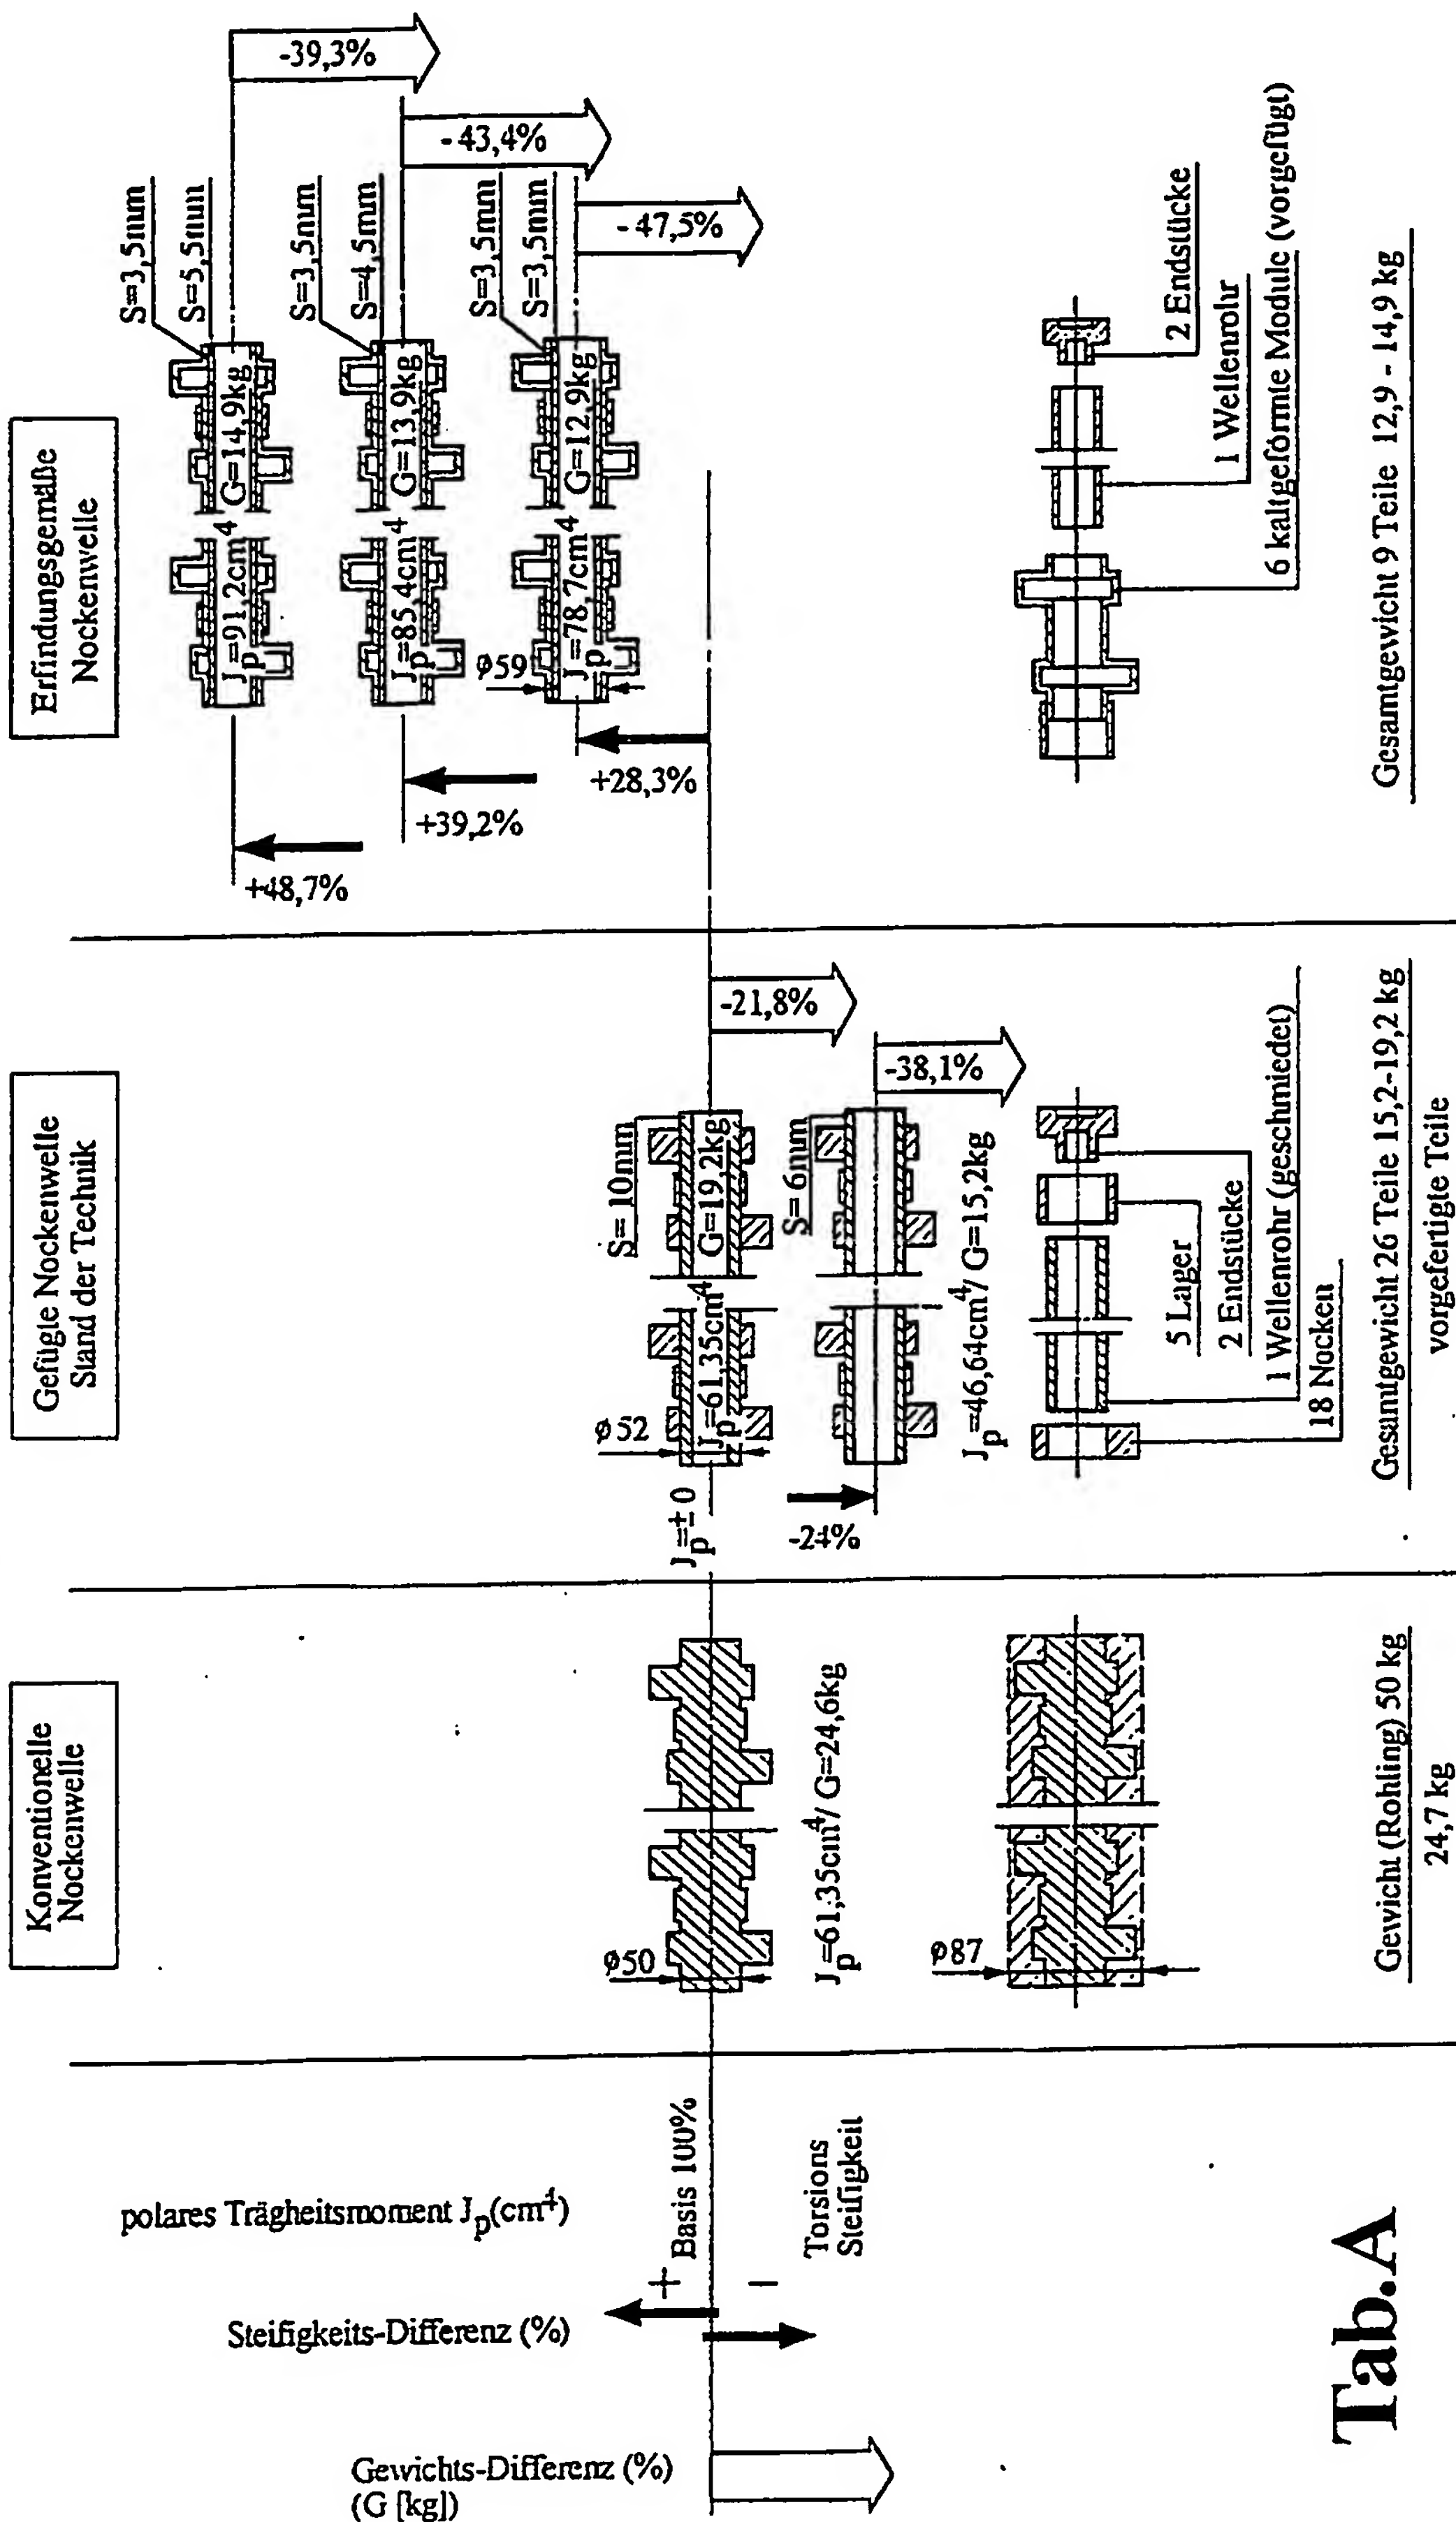 Konventionelle
Nockenwelle
Gefügle Nockenwelle
Stand der Technik
Erfindungsgemäße
Nockenwelle
polares Trägheitsmoment Jp(cm⁴)
Steifigkeits-Differenz (%)
Gewichts-Differenz (%)
(G [kg])
+
Basis 100%
−
Torsions
Steifigkeit
ø50
Jp=61,35cm⁴/ G=24,6kg
ø87
Gewicht (Rohling) 50 kg
24,7 kg
Jp=±0
ø52
S=10mm
Jp=61,35cm⁴
G=19,2kg
-21,8%
-24%
S=6mm
-38,1%
Jp=46,64cm⁴/ G=15,2kg
5 Lager
2 Endstücke
1 Wellenrohr (geschmiedet)
18 Nocken
Gesamtgewicht 26 Teile 15,2-19,2 kg
vorgefertigte Teile
+48,7%
S=3,5mm
S=5,5mm
Jp=91,2cm⁴
G=14,9kg
-39,3%
+39,2%
S=3,5mm
S=4,5mm
Jp=85,4cm⁴
G=13,9kg
-43,4%
+28,3%
ø59
S=3,5mm
S=3,5mm
Jp=78,7cm⁴
G=12,9kg
-47,5%
2 Endstücke
1 Wellenrohr
6 kaltgeformte Module (vorgefügt)
Gesamtgewicht 9 Teile 12,9 - 14,9 kg
Tab.A